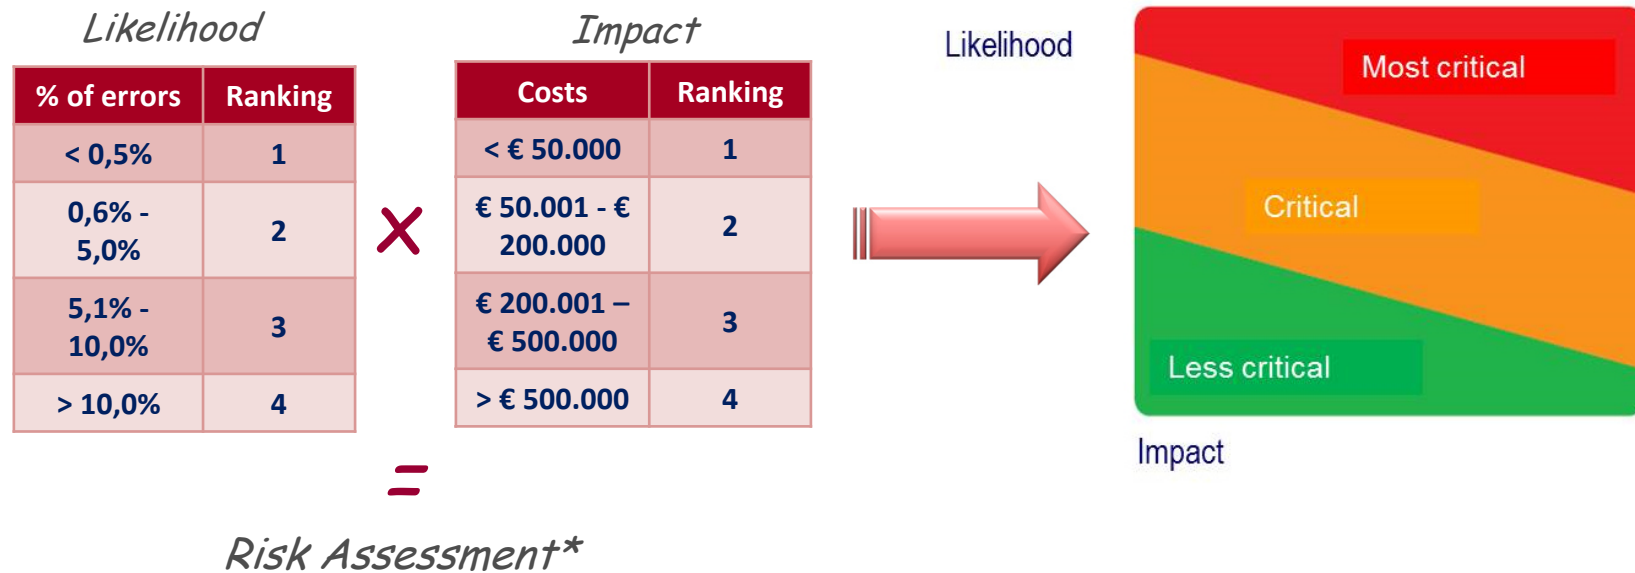 Likelihood
% of errors Ranking
< 0,5% 1
0,6% -
5,0%
2
5,1% -
10,0%
3
> 10,0% 4
X
Impact
Costs Ranking
< € 50.000 1
€ 50.001 - €
200.000
2
€ 200.001 –
€ 500.000
3
> € 500.000 4
=
Risk Assessment*
Likelihood
Most critical
Critical
Less critical
Impact